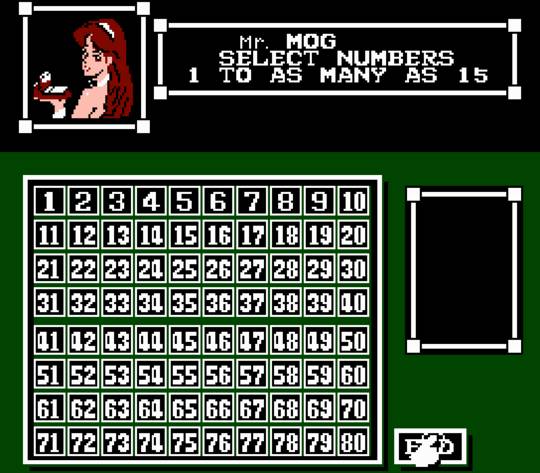 Mr. MOG
SELECT NUMBERS
1 TO AS MANY AS 15
1 2 3 4 5 6 7 8 9 10
11 12 13 14 15 16 17 18 19 20
21 22 23 24 25 26 27 28 29 30
31 32 33 34 35 36 37 38 39 40
41 42 43 44 45 46 47 48 49 50
51 52 53 54 55 56 57 58 59 60
61 62 63 64 65 66 67 68 69 70
71 72 73 74 75 76 77 78 79 80